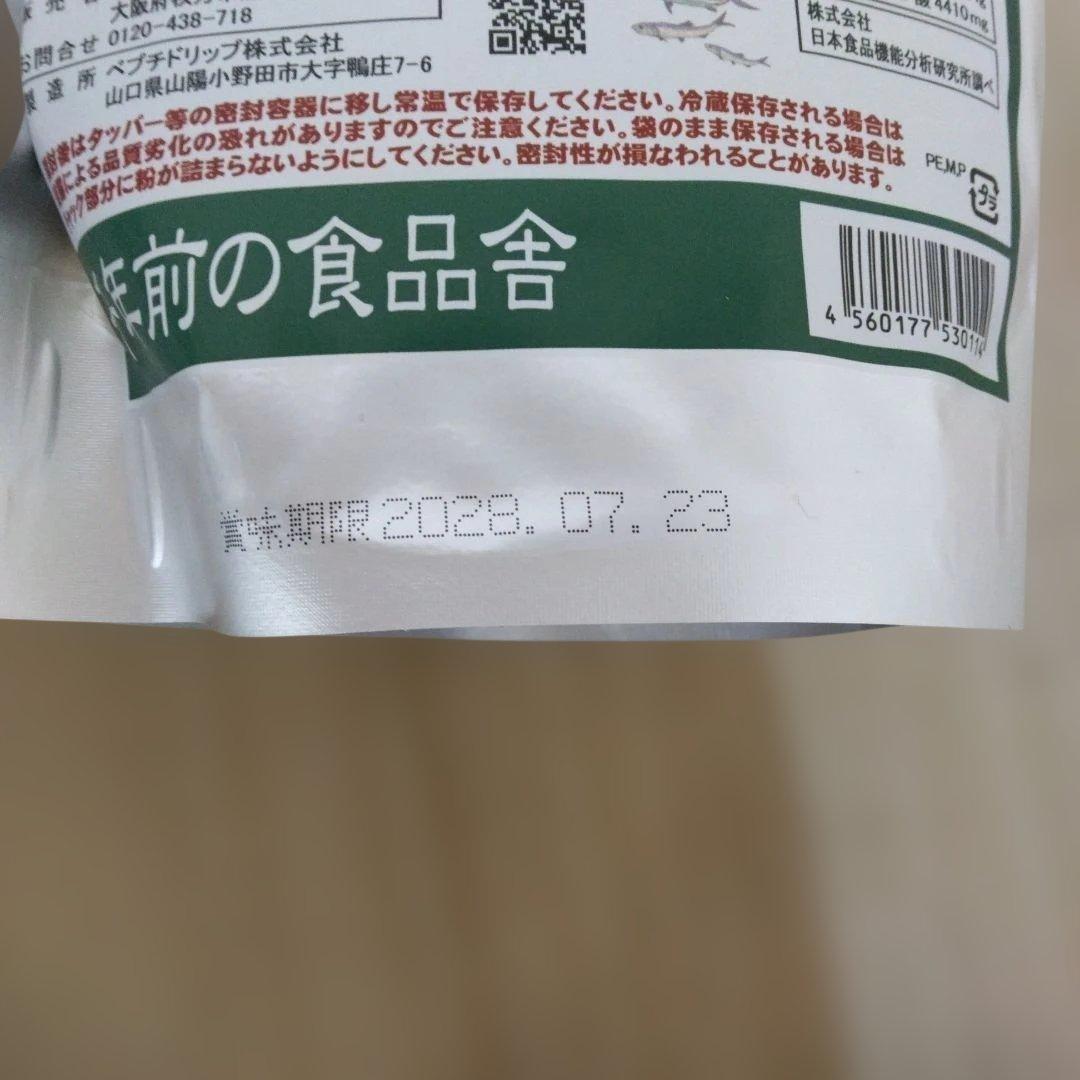 0120-438-718
お問合せ
ペプチドリップ株式会社
造所
山口県山陽小野田市大字鴨庄7-6
酸 4410mg
株式会社
日本食品機能分析研究所調べ
封後はタッパー等の密封容器に移し常温で保存してください。冷蔵保存される場合は
による品質劣化の恐れがありますのでご注意ください。袋のまま保存される場合は
ック部分に粉が詰まらないようにしてください。密封性が損なわれることがあります。
PE,M,P
プラ
年前の食品舎
4 560177 530114
賞味期限 2028.07.23